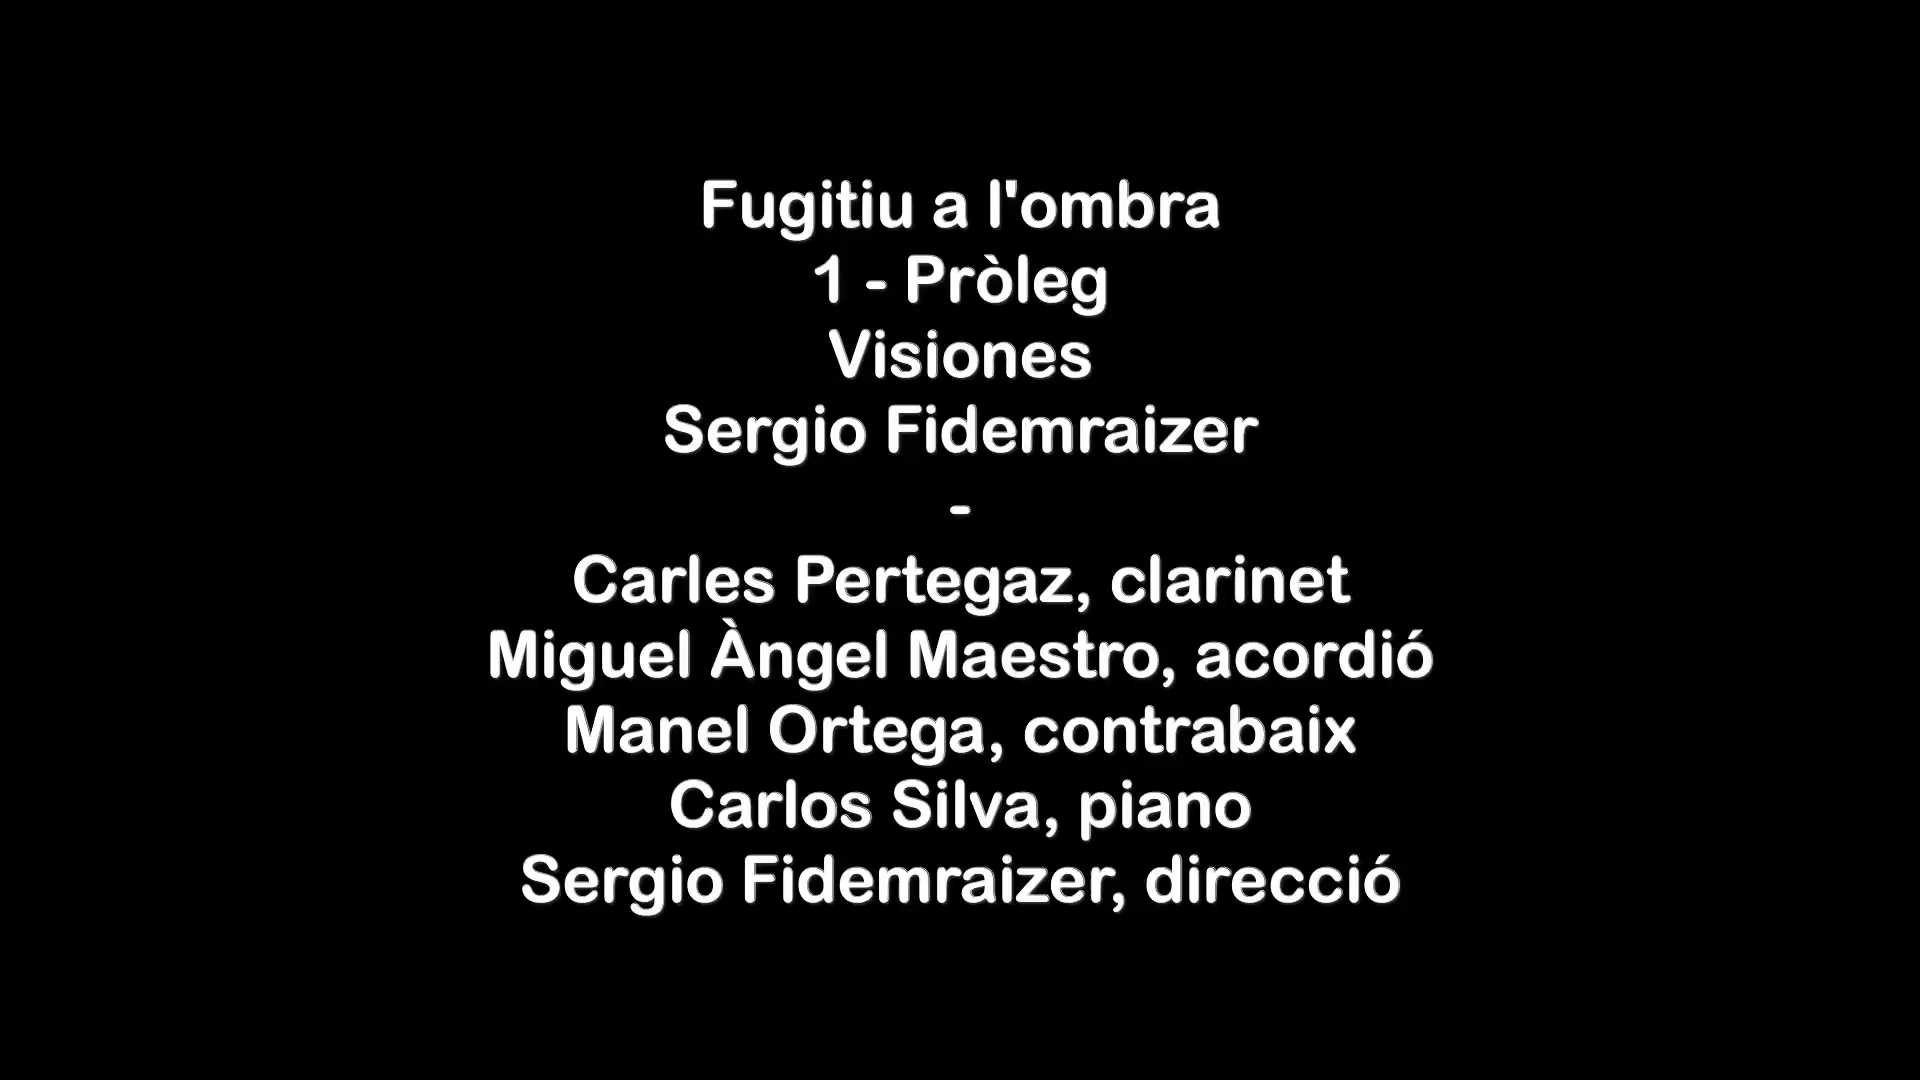 Fugitiu a l'ombra
1 - Pròleg
Visiones
Sergio Fidemraizer
-
Carles Pertegaz, clarinet
Miguel Àngel Maestro, acordió
Manel Ortega, contrabaix
Carlos Silva, piano
Sergio Fidemraizer, direcció